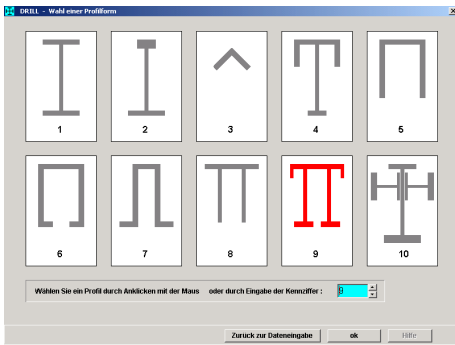 DRILL - Wahl einer Profilform
1 2 3 4 5
6 7 8 9 10
Wählen Sie ein Profil durch Anklicken mit der Maus oder durch Eingabe der Kennziffer : 9
Zurück zur Dateneingabe ok Hilfe